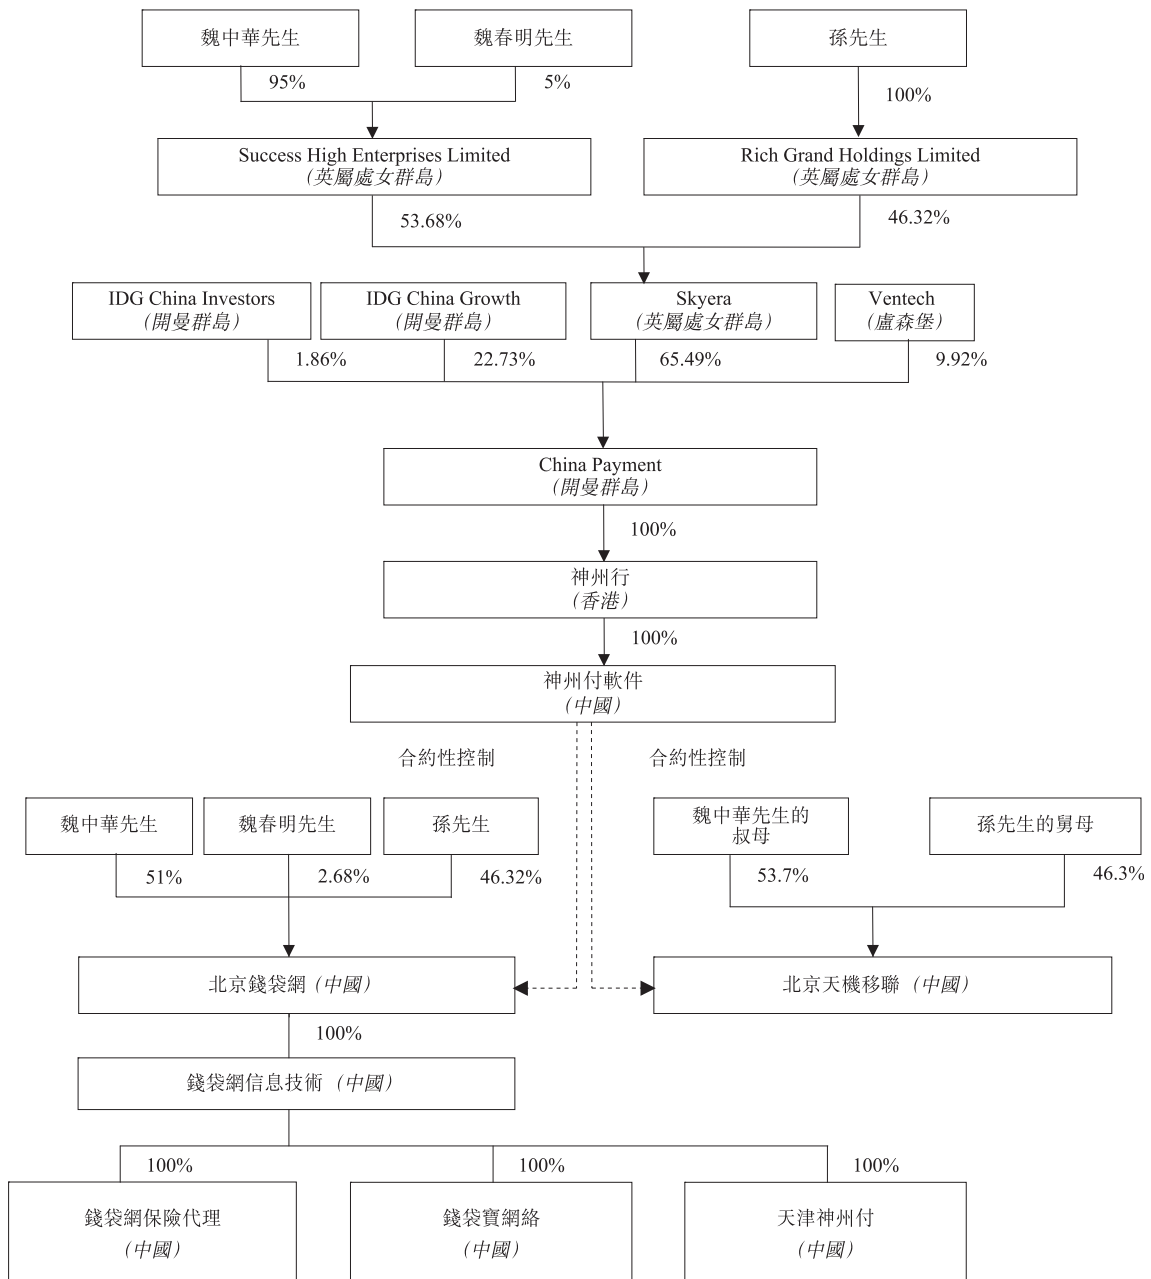 魏中華先生
魏春明先生
孫先生
95%
5%
100%
Success High Enterprises Limited
（英屬處女群島）
Rich Grand Holdings Limited
（英屬處女群島）
53.68%
46.32%
IDG China Investors
（開曼群島）
IDG China Growth
（開曼群島）
Skyera
（英屬處女群島）
Ventech
（盧森堡）
1.86%
22.73%
65.49%
9.92%
China Payment
（開曼群島）
100%
神州行
（香港）
100%
神州付軟件
（中國）
合約性控制
合約性控制
魏中華先生
魏春明先生
孫先生
魏中華先生的
叔母
孫先生的舅母
51%
2.68%
46.32%
53.7%
46.3%
北京錢袋網（中國）
北京天機移聯（中國）
100%
錢袋網信息技術（中國）
100%
100%
100%
錢袋網保險代理
（中國）
錢袋寶網絡
（中國）
天津神州付
（中國）